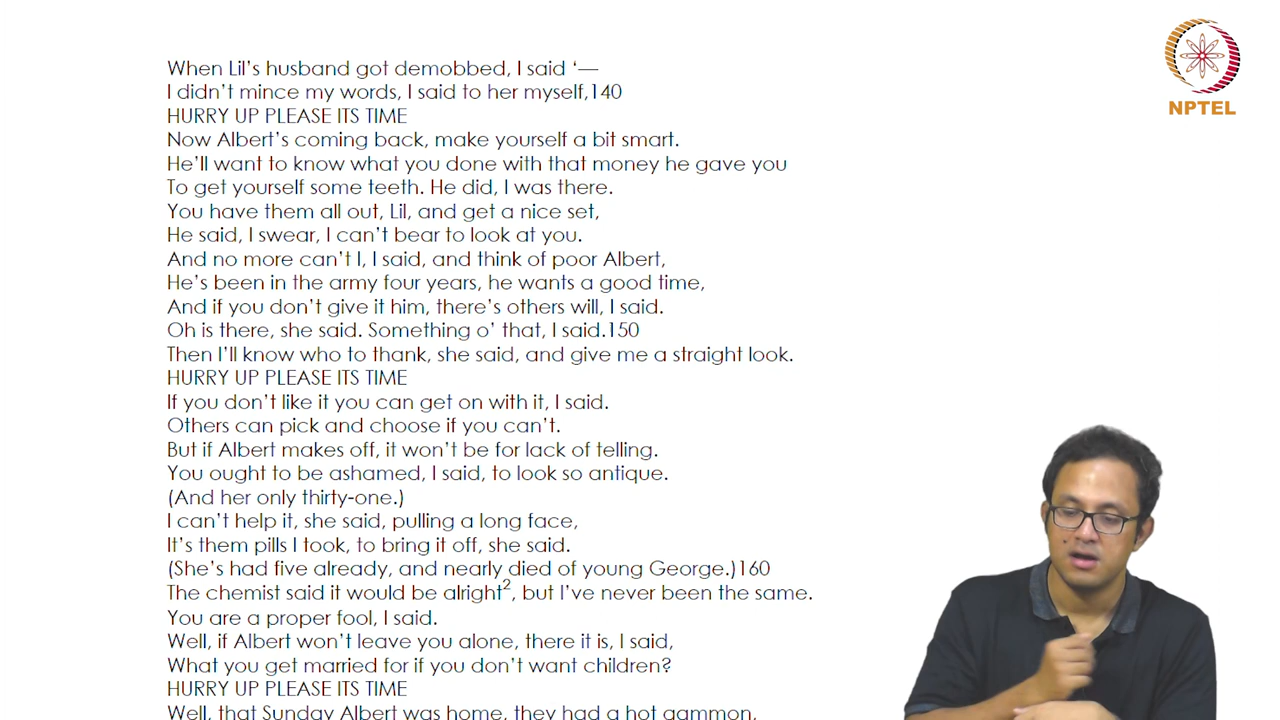 When Lil's husband got demobbed, I said '—
I didn't mince my words, I said to her myself,140
HURRY UP PLEASE ITS TIME
Now Albert's coming back, make yourself a bit smart.
He'll want to know what you done with that money he gave you
To get yourself some teeth. He did, I was there.
You have them all out, Lil, and get a nice set,
He said, I swear, I can't bear to look at you.
And no more can't I, I said, and think of poor Albert,
He's been in the army four years, he wants a good time,
And if you don't give it him, there's others will, I said.
Oh is there, she said. Something o' that, I said.150
Then I'll know who to thank, she said, and give me a straight look.
HURRY UP PLEASE ITS TIME
If you don't like it you can get on with it, I said.
Others can pick and choose if you can't.
But if Albert makes off, it won't be for lack of telling.
You ought to be ashamed, I said, to look so antique.
(And her only thirty-one.)
I can't help it, she said, pulling a long face,
It's them pills I took, to bring it off, she said.
(She's had five already, and nearly died of young George.)160
The chemist said it would be alright², but I've never been the same.
You are a proper fool, I said.
Well, if Albert won't leave you alone, there it is, I said,
What you get married for if you don't want children?
HURRY UP PLEASE ITS TIME
Well, that Sunday Albert was home, they had a hot gammon,
NPTEL